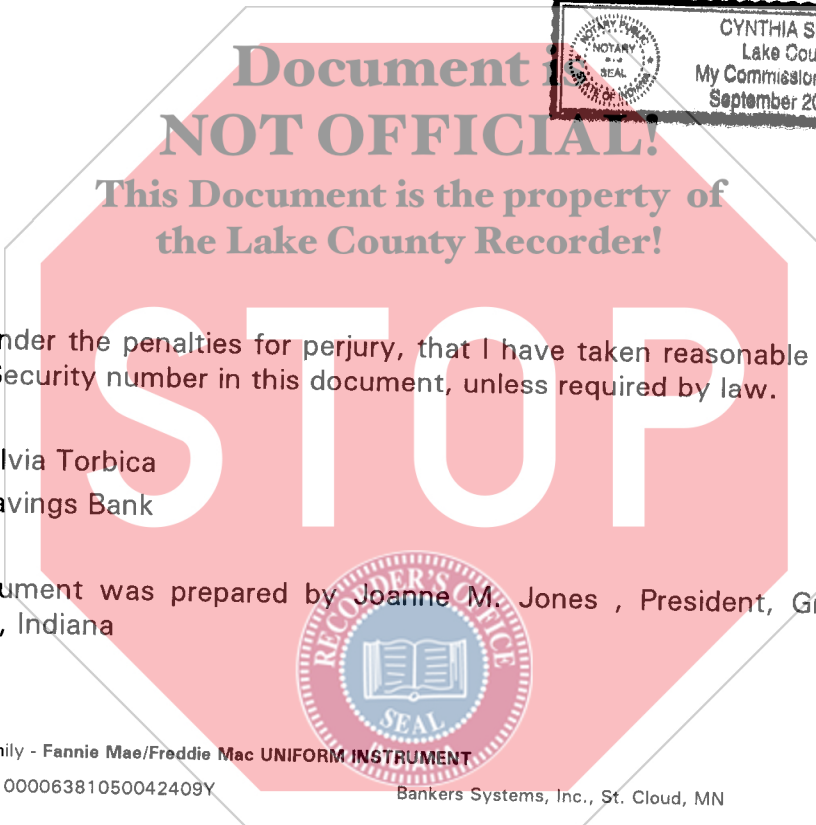 CYNTHIA S
Lake Cou
My Commission
September 20
NOTARY PUBLIC
NOTARY
SEAL
STATE OF INDIANA
Document is
NOT OFFICIAL!
This Document is the property of
the Lake County Recorder!
STOP
nder the penalties for perjury, that I have taken reasonable
Security number in this document, unless required by law.
lvia Torbica
avings Bank
ument was prepared by Joanne M. Jones , President, Gr
, Indiana
RECORDER'S OFFICE
SEAL
INDIANA
nily - Fannie Mae/Freddie Mac UNIFORM INSTRUMENT
00006381050042409Y
Bankers Systems, Inc., St. Cloud, MN